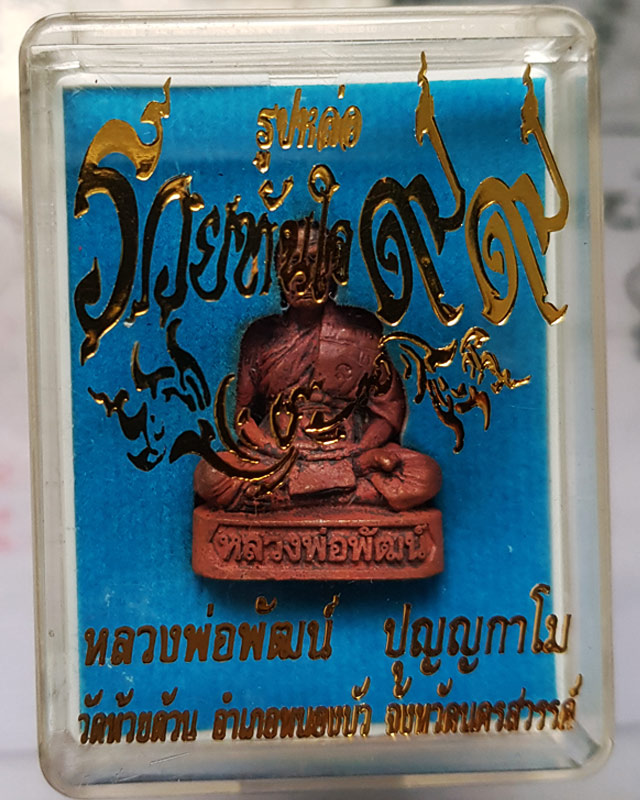 รูปหล่อ
รวยทันใจ ๙๙
หลวงพ่อพัฒน์
หลวงพ่อพัฒน์ ปุญญกาโม
วัดห้วยด้วน อำเภอหนองบัว จังหวัดนครสวรรค์